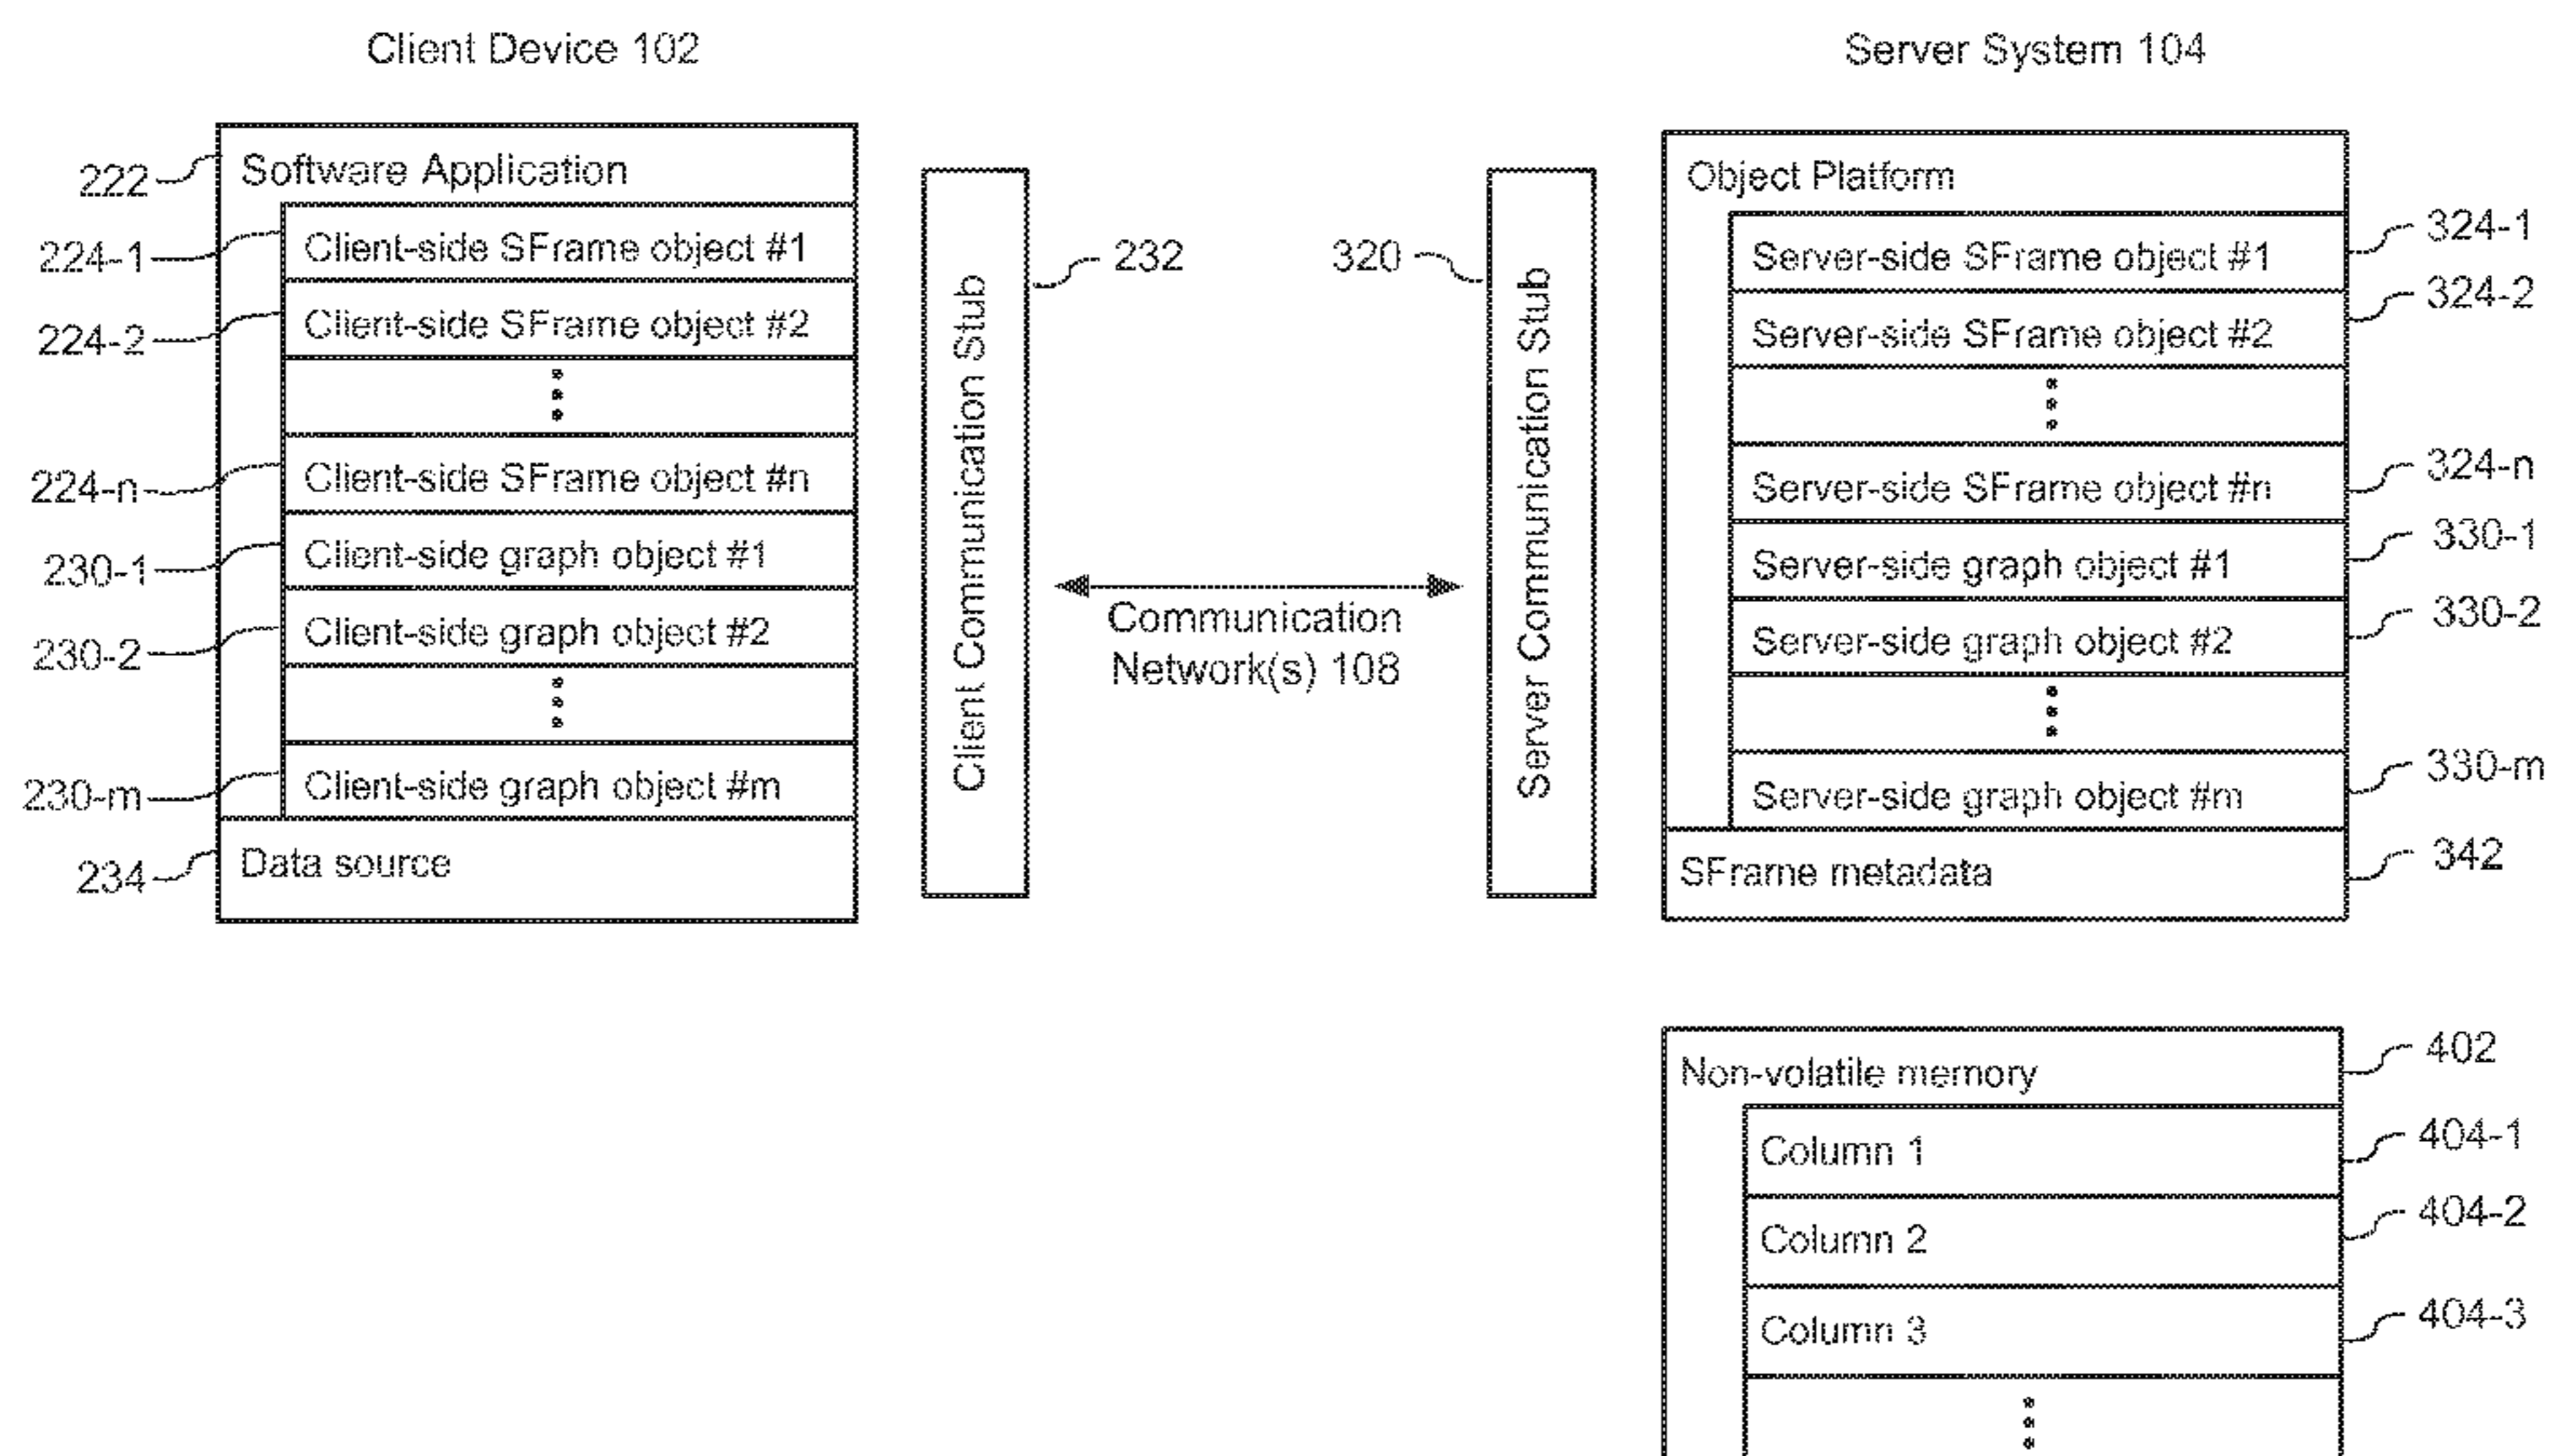 Client Device 102
Server System 104
222
Software Application
224-1
Client-side SFrame object #1
224-2
Client-side SFrame object #2
224-n
Client-side SFrame object #n
230-1
Client-side graph object #1
230-2
Client-side graph object #2
230-m
Client-side graph object #m
234
Data source
Client Communication Stub
232
Communication
Network(s) 108
320
Server Communication Stub
Object Platform
Server-side SFrame object #1
324-1
Server-side SFrame object #2
324-2
Server-side SFrame object #n
324-n
Server-side graph object #1
330-1
Server-side graph object #2
330-2
Server-side graph object #m
330-m
SFrame metadata
342
Non-volatile memory
402
Column 1
404-1
Column 2
404-2
Column 3
404-3